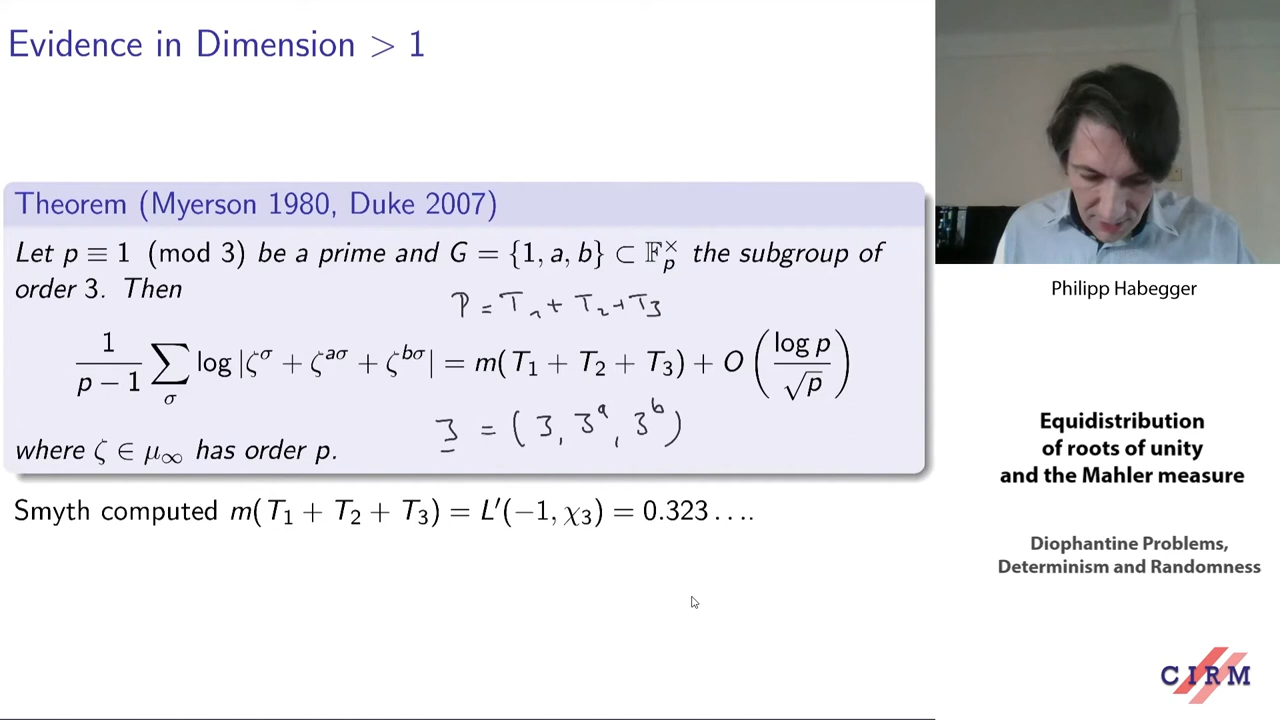 Evidence in Dimension > 1
Theorem (Myerson 1980, Duke 2007)
Let p ≡ 1 (mod 3) be a prime and G = {1, a, b} ⊂ 𝔽ₚ^× the subgroup of
order 3. Then
P = T₁ + T₂ + T₃
1/(p − 1) ∑_σ log |ζ^σ + ζ^{aσ} + ζ^{bσ}| = m(T₁ + T₂ + T₃) + O(log p/√p)
ζ = (ζ, ζ^a, ζ^b)
where ζ ∈ μ_∞ has order p.
Smyth computed m(T₁ + T₂ + T₃) = L′(−1, χ₃) = 0.323....
Philipp Habegger
Equidistribution
of roots of unity
and the Mahler measure
Diophantine Problems,
Determinism and Randomness
CIRM